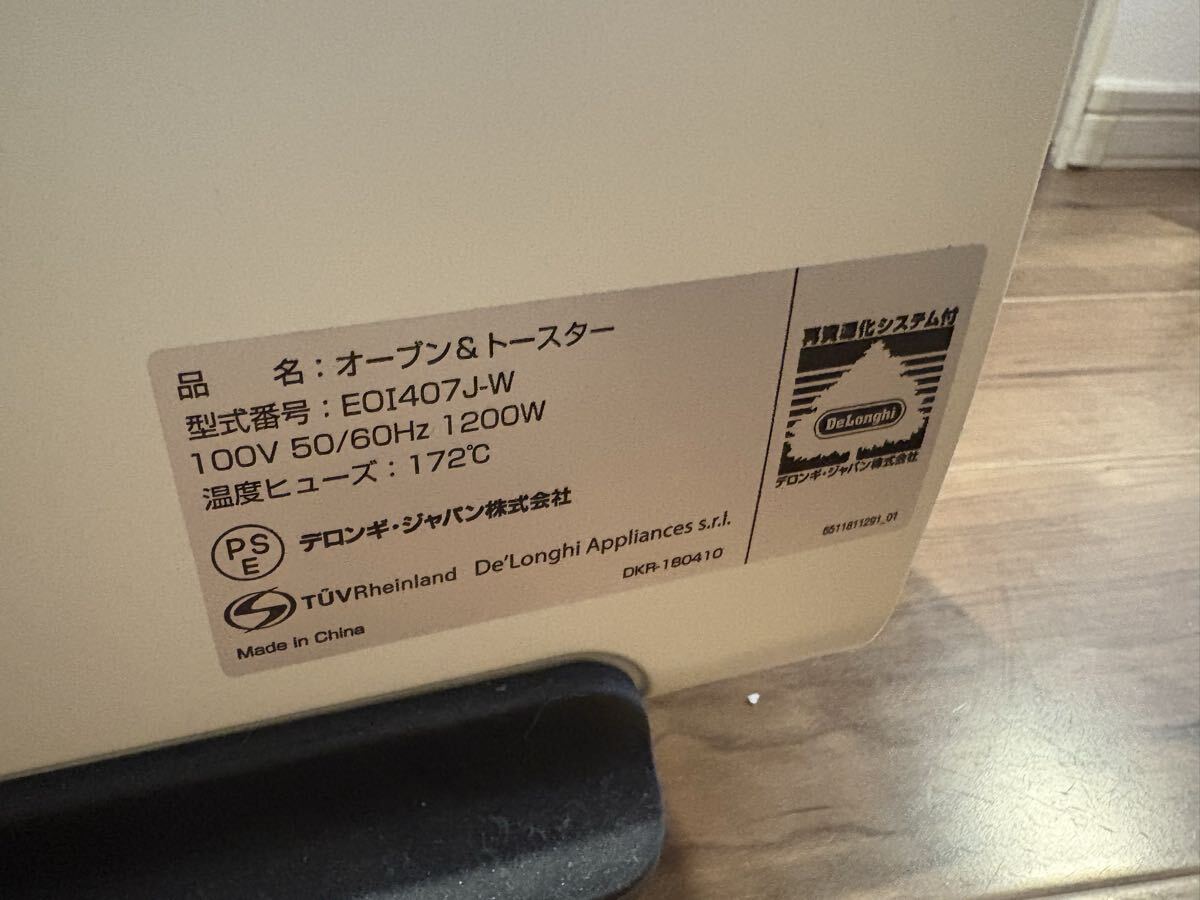 品　　名：オーブン＆トースター
型式番号：EOI407J-W
100V 50/60Hz 1200W
温度ヒューズ：172℃
PSE
デロンギ・ジャパン株式会社
TÜVRheinland De'Longhi Appliances s.r.l.
DKR-180410
Made in China
再資源化システム付
DeLonghi
デロンギ・ジャパン株式会社
6511811291_01